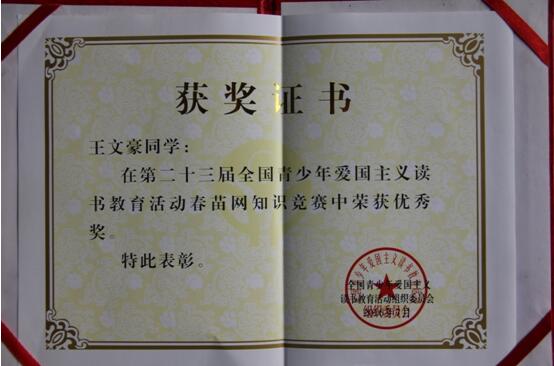 获奖证书
王文豪同学：
在第二十三届全国青少年爱国主义读
书教育活动春苗网知识竞赛中荣获优秀
奖。
特此表彰。
全国青少年爱国主义
读书教育活动组织委员会